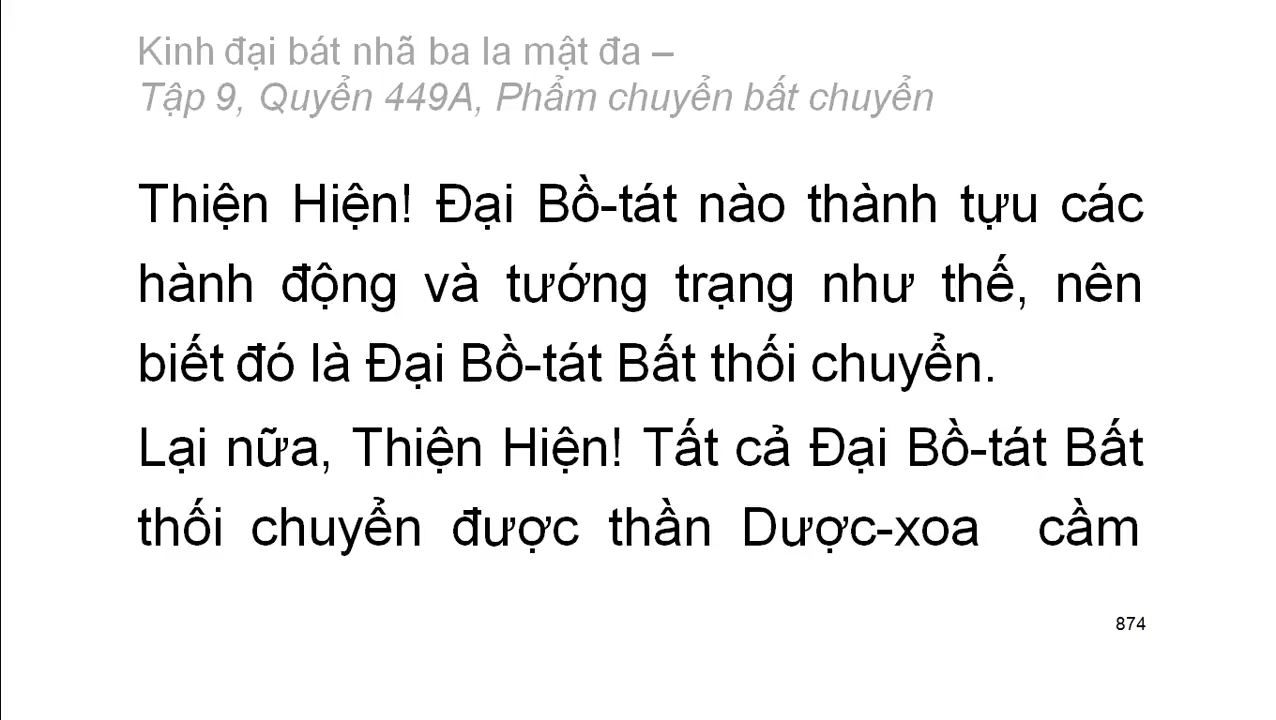 Kinh đại bát nhã ba la mật đa –
Tập 9, Quyển 449A, Phẩm chuyển bất chuyển
Thiện Hiện! Đại Bồ-tát nào thành tựu các
hành động và tướng trạng như thế, nên
biết đó là Đại Bồ-tát Bất thối chuyển.
Lại nữa, Thiện Hiện! Tất cả Đại Bồ-tát Bất
thối chuyển được thần Dược-xoa cầm
874